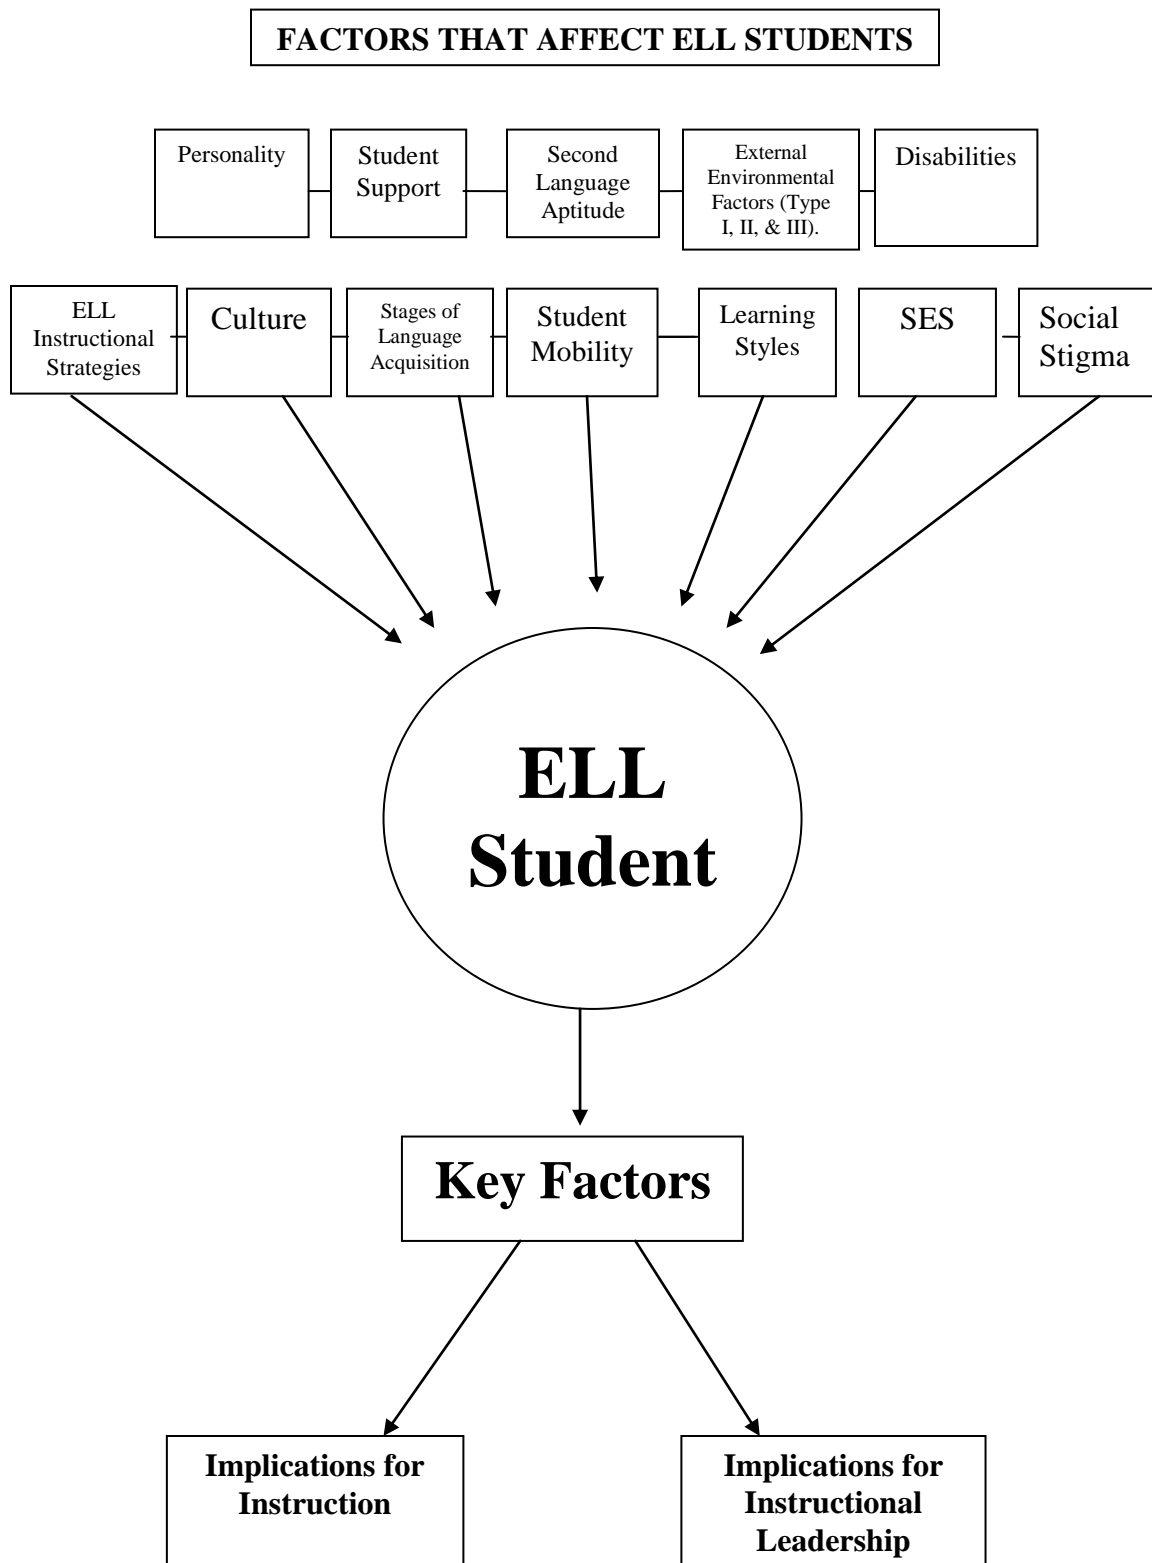 FACTORS THAT AFFECT ELL STUDENTS
Personality
Student
Support
Second
Language
Aptitude
External
Environmental
Factors (Type
I, II, & III).
Disabilities
ELL
Instructional
Strategies
Culture
Stages of
Language
Acquisition
Student
Mobility
Learning
Styles
SES
Social
Stigma
ELL
Student
Key Factors
Implications for
Instruction
Implications for
Instructional
Leadership